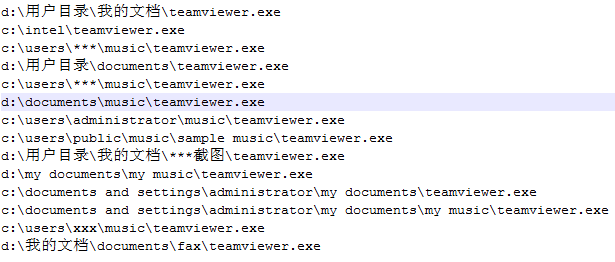 d:\用户目录\我的文档\teamviewer.exe
c:\intel\teamviewer.exe
c:\users\***\music\teamviewer.exe
d:\用户目录\documents\teamviewer.exe
c:\users\***\music\teamviewer.exe
d:\documents\music\teamviewer.exe
c:\users\administrator\music\teamviewer.exe
c:\users\public\music\sample music\teamviewer.exe
d:\用户目录\我的文档\***截图\teamviewer.exe
d:\my documents\my music\teamviewer.exe
c:\documents and settings\administrator\my documents\teamviewer.exe
c:\documents and settings\administrator\my documents\my music\teamviewer.exe
c:\users\xxx\music\teamviewer.exe
d:\我的文档\documents\fax\teamviewer.exe